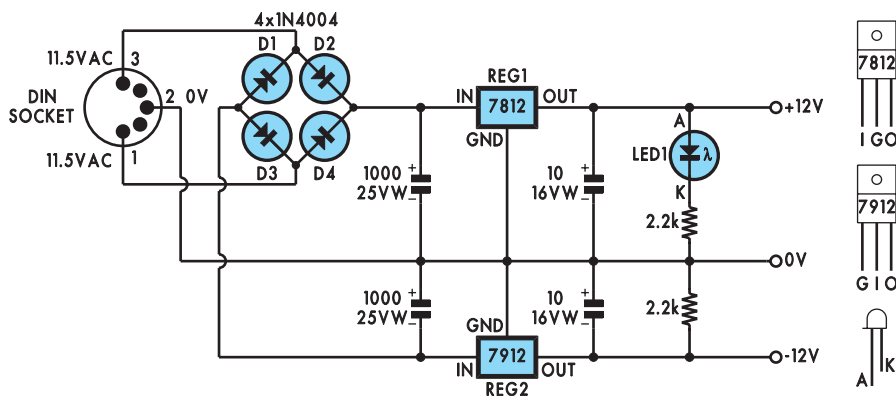 4x1N4004
D1 D2
11.5VAC 3
DIN
SOCKET
2 0V
11.5VAC
1
D3 D4
REG1
IN 7812 OUT
GND
1000 +
25VW -
10 +
16VW -
A
LED1 λ
K
2.2k
+12V
0V
1000 +
25VW -
10 +
16VW -
2.2k
GND
7912
IN OUT
REG2
-12V
7812
I G O
7912
G I O
A K